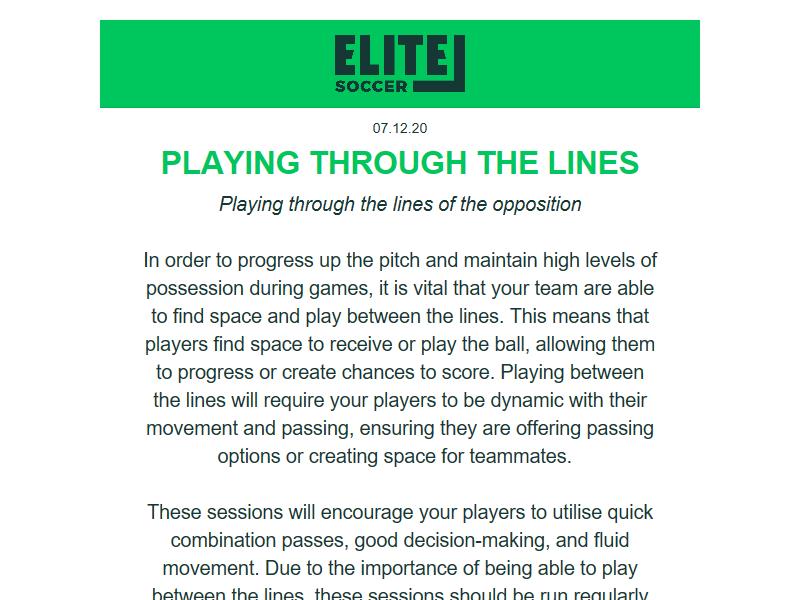 ELITE
SOCCER
07.12.20
PLAYING THROUGH THE LINES
Playing through the lines of the opposition
In order to progress up the pitch and maintain high levels of
possession during games, it is vital that your team are able
to find space and play between the lines. This means that
players find space to receive or play the ball, allowing them
to progress or create chances to score. Playing between
the lines will require your players to be dynamic with their
movement and passing, ensuring they are offering passing
options or creating space for teammates.
These sessions will encourage your players to utilise quick
combination passes, good decision-making, and fluid
movement. Due to the importance of being able to play
between the lines, these sessions should be run regularly